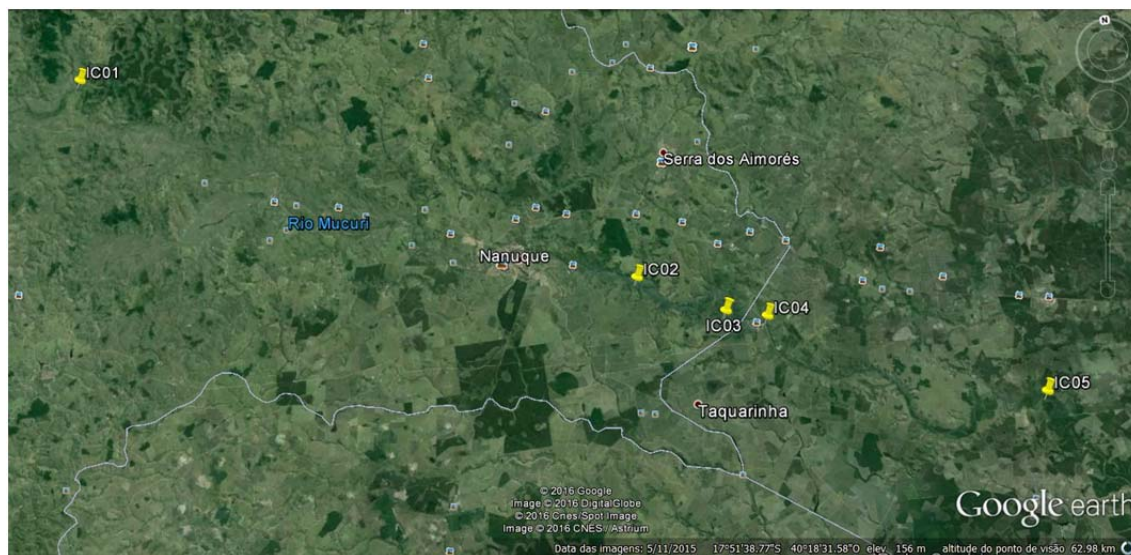 N
IC01
Serra dos Aimorés
Rio Mucuri
Nanuque
IC02
IC03
IC04
IC05
Taquarinha
© 2016 Google
Image © 2016 DigitalGlobe
© 2016 Cnes/Spot Image
Image © 2016 CNES / Astrium
Google earth
Data das imagens: 5/11/2015 17°51'38.77"S 40°18'31.58"O elev. 156 m altitude do ponto de visão 62.98 km